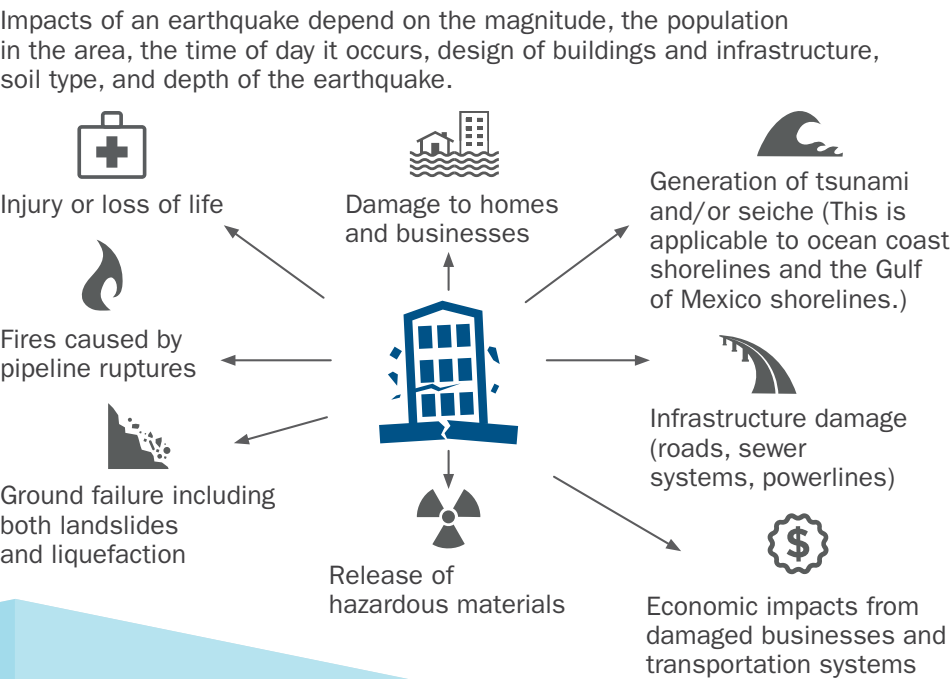 Impacts of an earthquake depend on the magnitude, the population
in the area, the time of day it occurs, design of buildings and infrastructure,
soil type, and depth of the earthquake.
Injury or loss of life
Damage to homes
and businesses
Generation of tsunami
and/or seiche (This is
applicable to ocean coast
shorelines and the Gulf
of Mexico shorelines.)
Fires caused by
pipeline ruptures
Infrastructure damage
(roads, sewer
systems, powerlines)
Ground failure including
both landslides
and liquefaction
Release of
hazardous materials
$
Economic impacts from
damaged businesses and
transportation systems